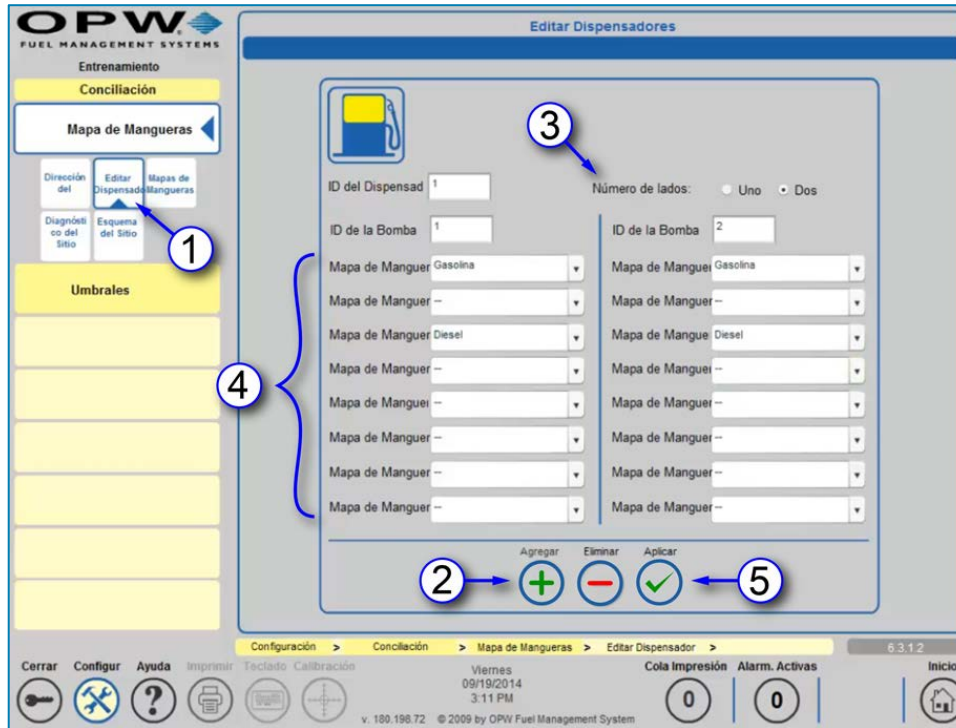 OPW
FUEL MANAGEMENT SYSTEMS
Editar Dispensadores
Entrenamiento
Conciliación
Mapa de Mangueras
Dirección del
Editar Dispensado
Mapas de Mangueras
Diagnósti co del Sitio
Esquema del Sitio
1
Umbrales
3
ID del Dispensad 1
Número de lados: Uno Dos
ID de la Bomba 1
ID de la Bomba 2
Mapa de Manguer Gasolina
Mapa de Manguer Gasolina
Mapa de Manguer --
Mapa de Manguer --
Mapa de Mangue Diesel
Mapa de Mangue Diesel
Mapa de Manguer --
Mapa de Manguer --
4
Mapa de Manguer --
Mapa de Manguer --
Mapa de Manguer --
Mapa de Manguer --
Mapa de Manguer --
Mapa de Manguer --
Mapa de Manguer --
Mapa de Manguer --
Agregar Eliminar Aplicar
2
5
Configuración > Conciliación > Mapa de Mangueras > Editar Dispensador >
6.3.1.2
Cerrar Configur Ayuda Imprimir Teclado Calibración
Viernes
09/19/2014
3:11 PM
v. 180.198.72 © 2009 by OPW Fuel Management System
Cola Impresión
0
Alarm. Activas
0
Inicio